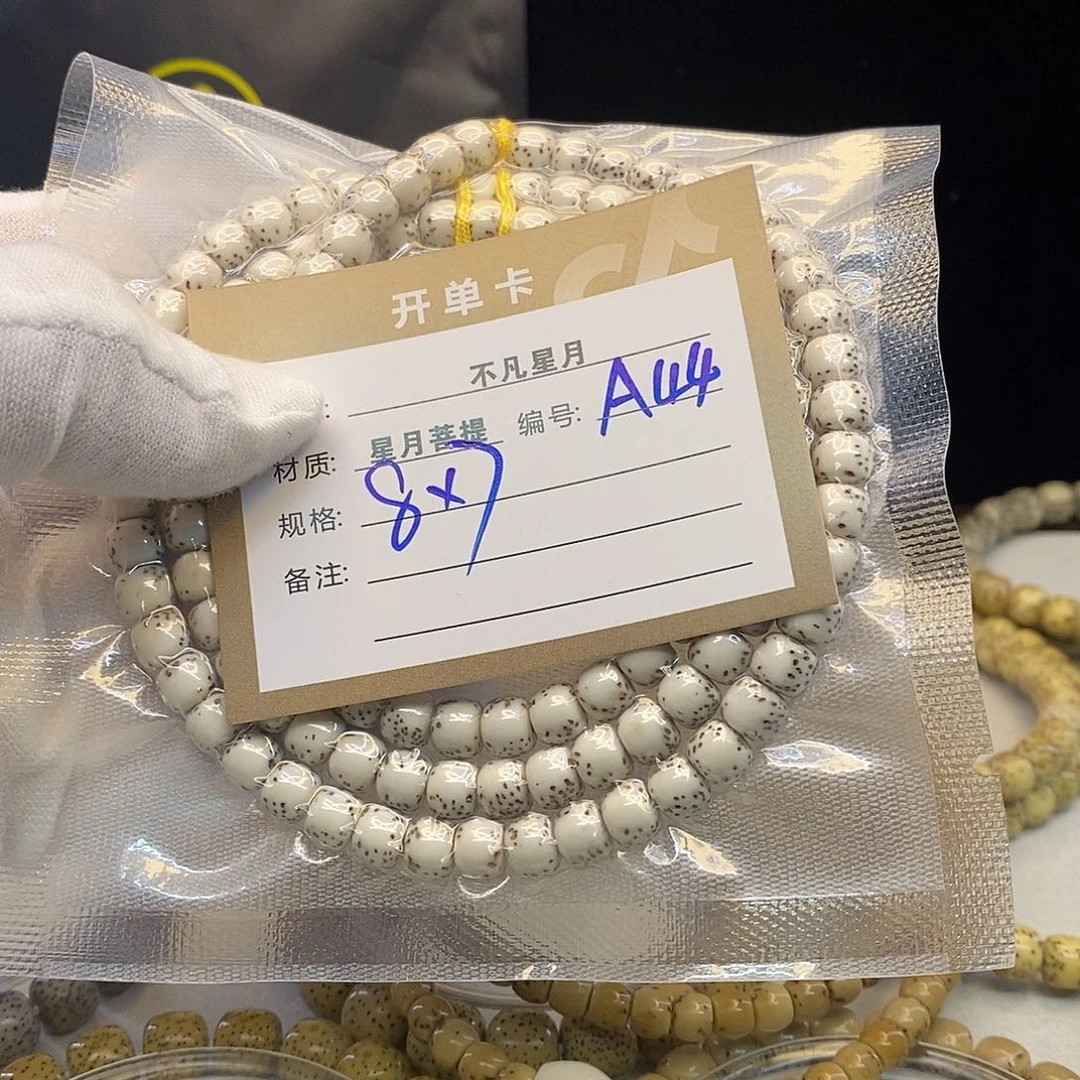 开单卡
: 不凡星月
材质: 星月菩提 编号: A44
规格: 8x7
备注: